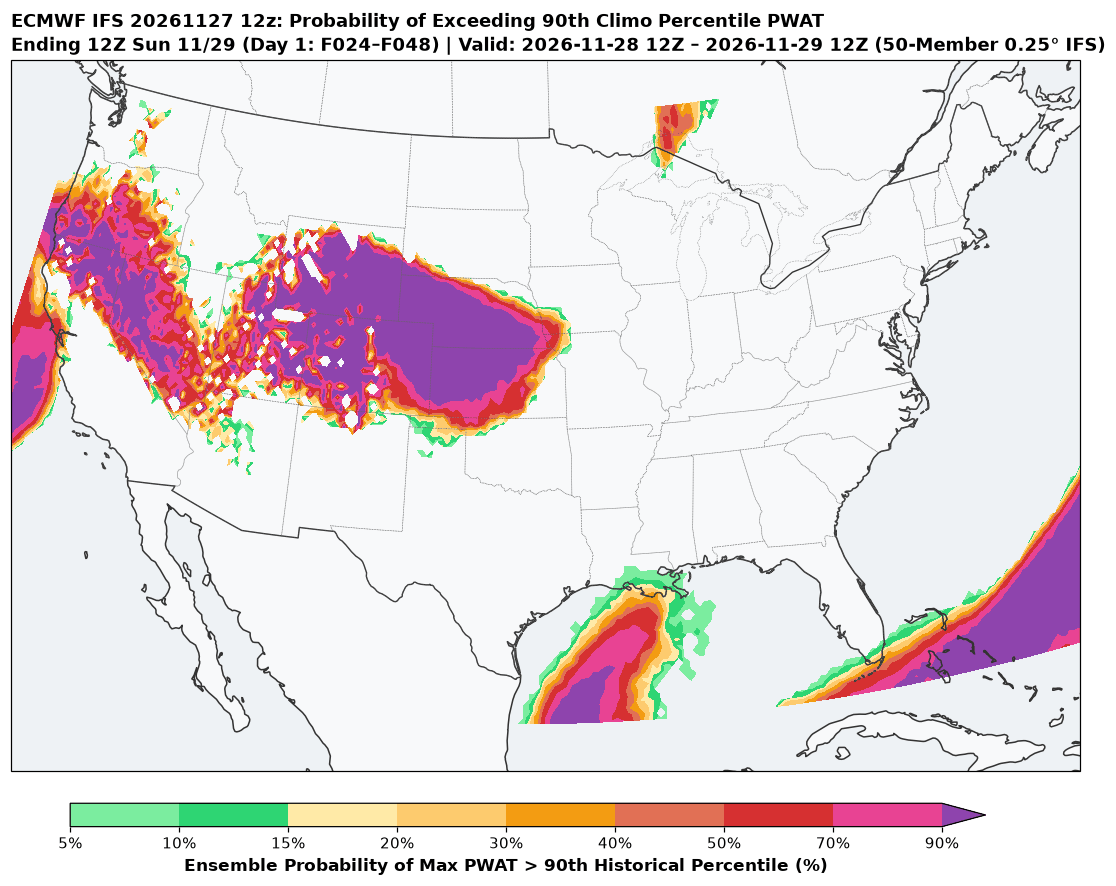 ECMWF IFS 20261127 12z: Probability of Exceeding 90th Climo Percentile PWAT
Ending 12Z Sun 11/29 (Day 1: F024–F048) | Valid: 2026-11-28 12Z – 2026-11-29 12Z (50-Member 0.25° IFS)
5% 10% 15% 20% 30% 40% 50% 70% 90%
Ensemble Probability of Max PWAT > 90th Historical Percentile (%)